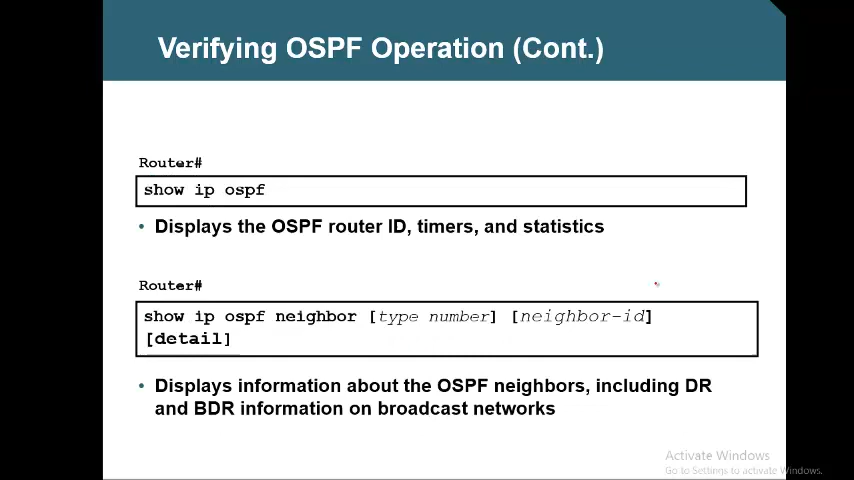 Verifying OSPF Operation (Cont.)
Router#
show ip ospf
• Displays the OSPF router ID, timers, and statistics
Router#
show ip ospf neighbor [type number] [neighbor-id]
[detail]
• Displays information about the OSPF neighbors, including DR
and BDR information on broadcast networks
Activate Windows
Go to Settings to activate Windows.